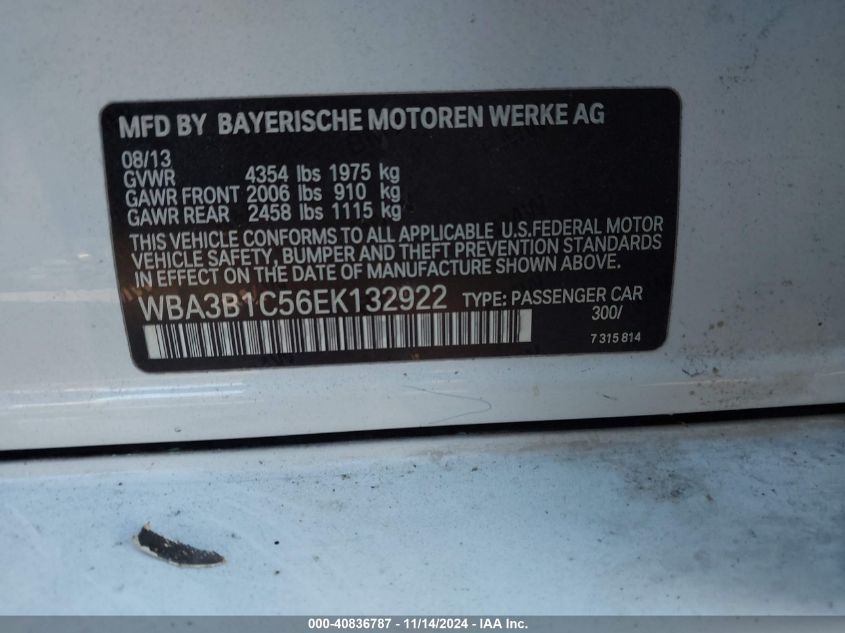 MFD BY BAYERISCHE MOTOREN WERKE AG
08/13
GVWR 4354 lbs 1975 kg
GAWR FRONT 2006 lbs 910 kg
GAWR REAR 2458 lbs 1115 kg
THIS VEHICLE CONFORMS TO ALL APPLICABLE U.S.FEDERAL MOTOR
VEHICLE SAFETY, BUMPER AND THEFT PREVENTION STANDARDS
IN EFFECT ON THE DATE OF MANUFACTURE SHOWN ABOVE.
WBA3B1C56EK132922 TYPE: PASSENGER CAR
300/
7 315 814
000-40836787 - 11/14/2024 - IAA Inc.